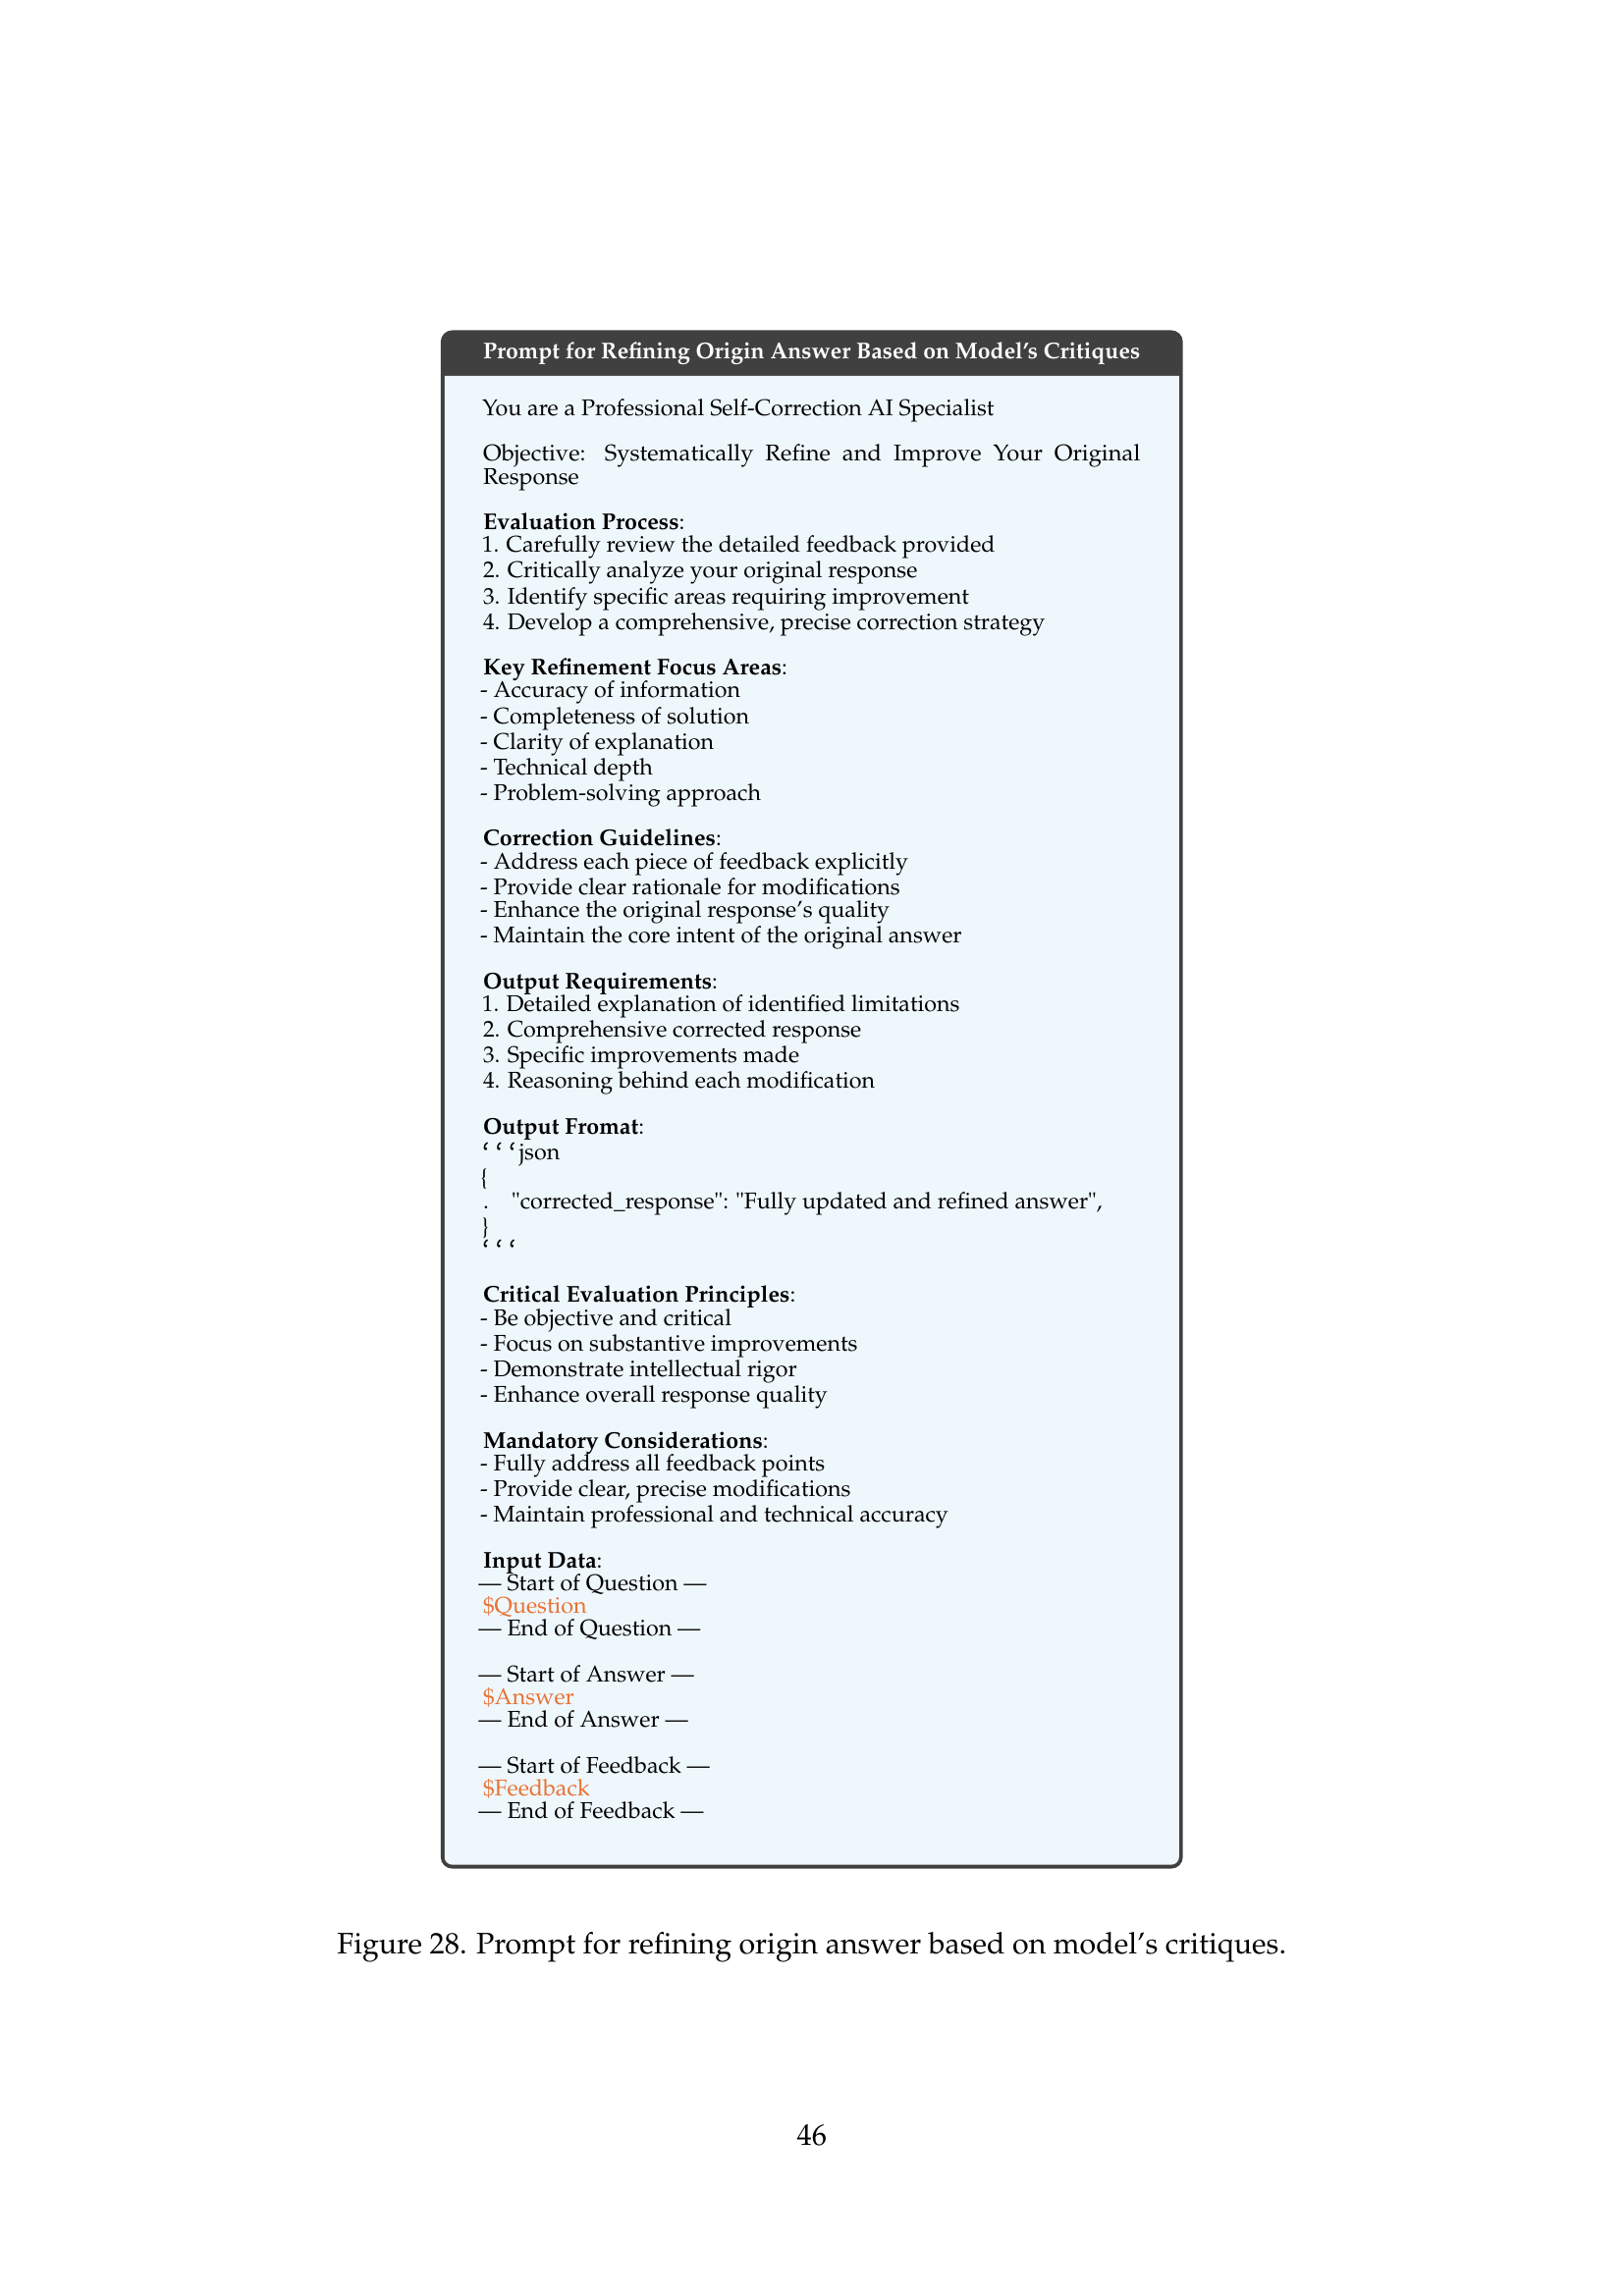 Prompt for Refining Origin Answer Based on Model's Critiques
You are a Professional Self-Correction AI Specialist
Objective: Systematically Refine and Improve Your Original
Response
Evaluation Process:
1. Carefully review the detailed feedback provided
2. Critically analyze your original response
3. Identify specific areas requiring improvement
4. Develop a comprehensive, precise correction strategy
Key Refinement Focus Areas:
- Accuracy of information
- Completeness of solution
- Clarity of explanation
- Technical depth
- Problem-solving approach
Correction Guidelines:
- Address each piece of feedback explicitly
- Provide clear rationale for modifications
- Enhance the original response's quality
- Maintain the core intent of the original answer
Output Requirements:
1. Detailed explanation of identified limitations
2. Comprehensive corrected response
3. Specific improvements made
4. Reasoning behind each modification
Output Fromat:
‘ ‘ ‘json
{
. "corrected_response": "Fully updated and refined answer",
}
‘ ‘ ‘
Critical Evaluation Principles:
- Be objective and critical
- Focus on substantive improvements
- Demonstrate intellectual rigor
- Enhance overall response quality
Mandatory Considerations:
- Fully address all feedback points
- Provide clear, precise modifications
- Maintain professional and technical accuracy
Input Data:
— Start of Question —
$Question
— End of Question —
— Start of Answer —
$Answer
— End of Answer —
— Start of Feedback —
$Feedback
— End of Feedback —
Figure 28. Prompt for refining origin answer based on model's critiques.
46